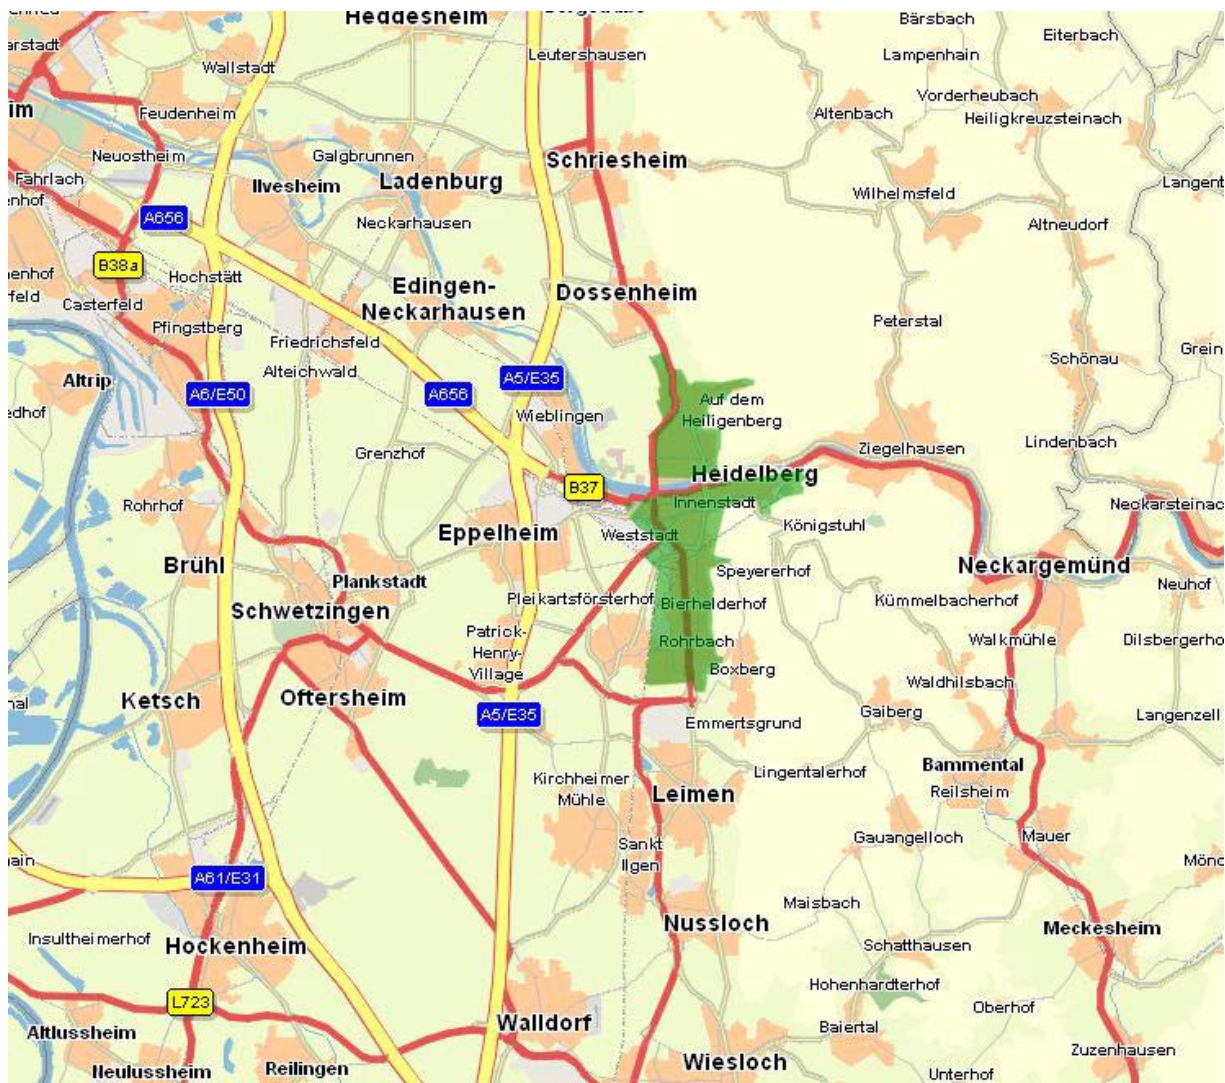 Heddesheim
Bärsbach
Eiterbach
Lampenhain
Leutershausen
Wallstadt
Feudenheim
Altenbach
Vorderheubach
Heiligkreuzsteinach
Neuostheim
Galgbrunnen
Schriesheim
Fahrlach
Ilvesheim
Ladenburg
Wilhelmsfeld
A656
Neckarhausen
Altneudorf
B38a
Hochstätt
Edingen-
Neckarhausen
Dossenheim
Casterfeld
Pfingstberg
Friedrichsfeld
Peterstal
Schönau
Grein
Altrip
Alteichwald
A5/E35
A6/E50
A656
Wieblingen
Auf dem
Heiligenberg
Grenzhof
Ziegelhausen
Lindenbach
Heidelberg
B37
Rohrhof
Innenstadt
Neckarsteinac
Eppelheim
Weststadt
Königstuhl
Brühl
Plankstadt
Speyererhof
Neckargemünd
Neuhof
Schwetzingen
Pleikartsförsterhof
Bierhelderhof
Kümmelbacherhof
Patrick-
Henry-
Village
Rohrbach
Walkmühle
Dilsbergerho
Boxberg
Waldhilsbach
Ketsch
Oftersheim
A5/E35
Emmertsgrund
Gaiberg
Langenzell
Kirchheimer
Mühle
Lingentalerhof
Bammental
Reilsheim
Leimen
Sankt
Ilgen
Gauangelloch
Mauer
A61/E31
Maisbach
Insultheimerhof
Hockenheim
Nussloch
Schatthausen
Meckesheim
Hohenhardterhof
L723
Oberhof
Altlussheim
Walldorf
Baiertal
Zuzenhausen
Neulussheim
Reilingen
Wiesloch
Unterhof